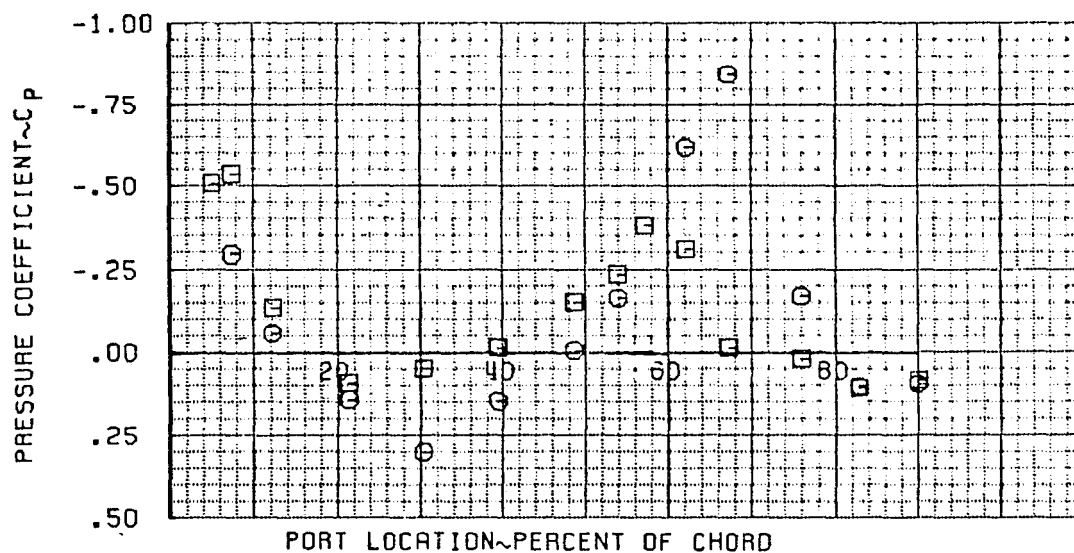 -1.00
-.75
-.50
-.25
.00
.25
.50
20 40 60 80
PRESSURE COEFFICIENT~Cp
PORT LOCATION~PERCENT OF CHORD